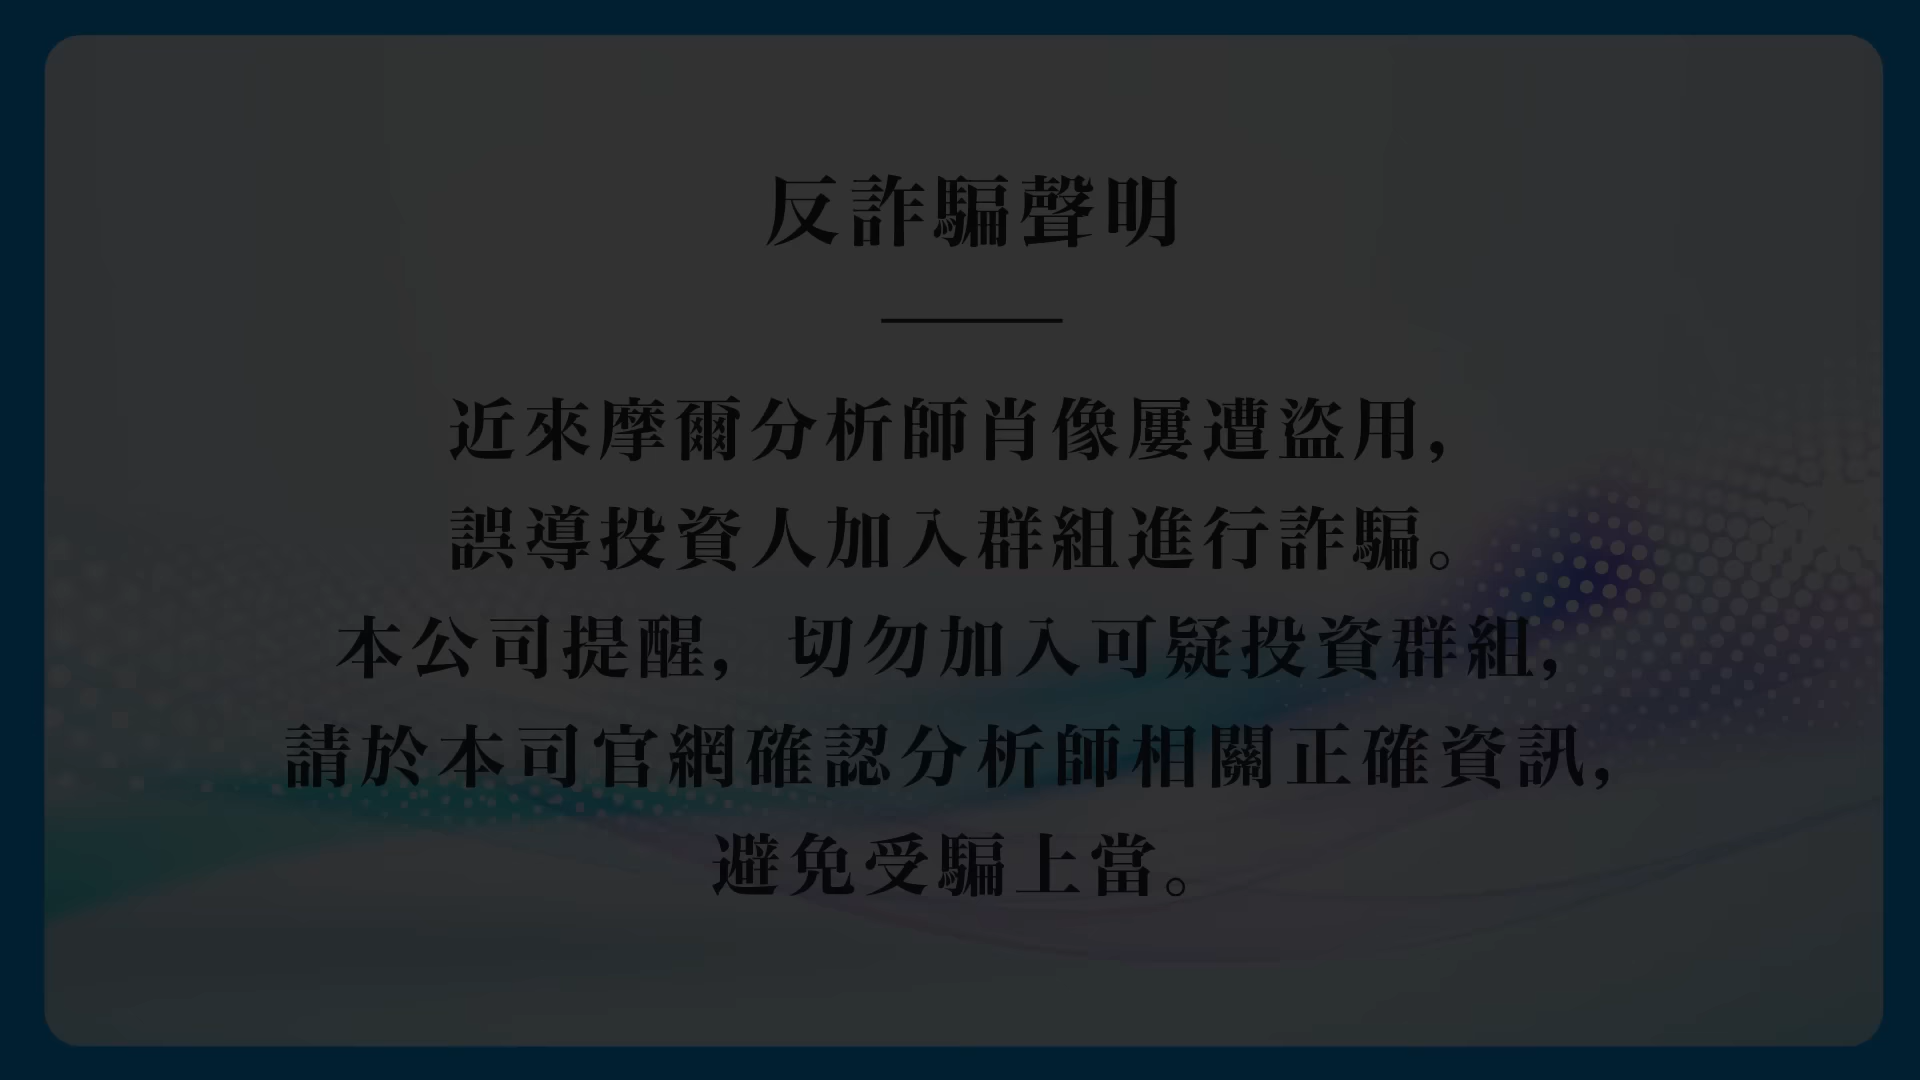 反詐騙聲明
近來摩爾分析師肖像屢遭盜用，
誤導投資人加入群組進行詐騙。
本公司提醒，切勿加入可疑投資群組，
請於本司官網確認分析師相關正確資訊，
避免受騙上當。